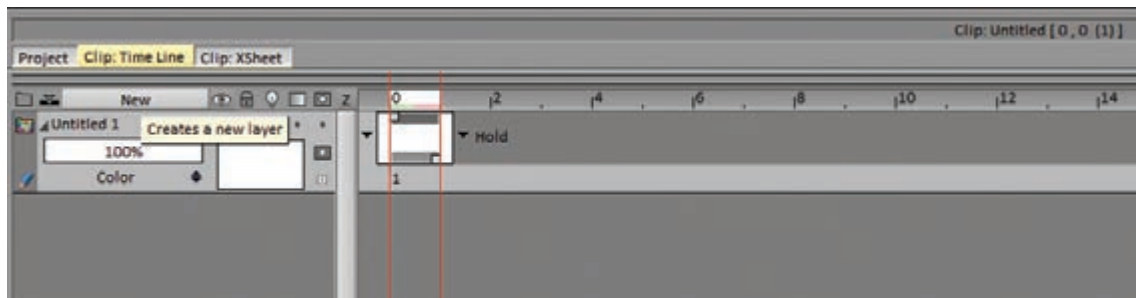 Clip: Untitled [ 0 , 0 (1) ]
Project Clip: Time Line Clip: XSheet
New Z 0 2 4 6 8 10 12 14
Untitled 1
Creates a new layer
Hold
100%
Color 1